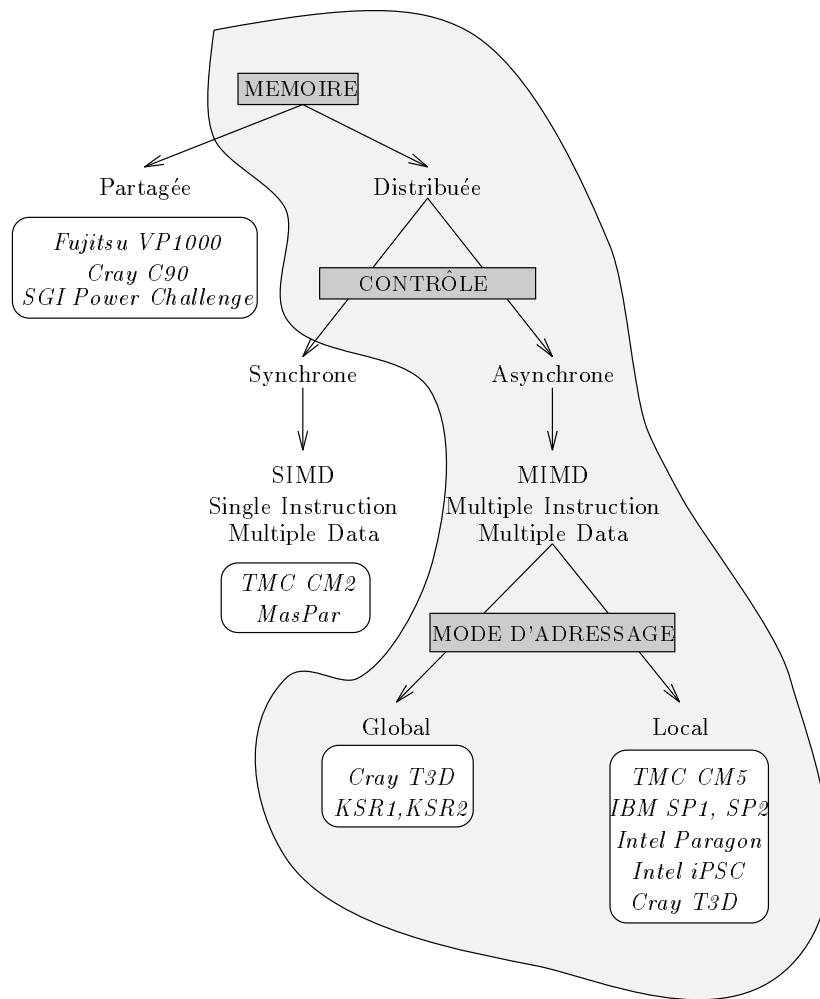 MEMOIRE
Partagée
Distribuée
Fujitsu VP1000
Cray C90
SGI Power Challenge
CONTRÔLE
Synchrone
Asynchrone
SIMD
Single Instruction
Multiple Data
MIMD
Multiple Instruction
Multiple Data
TMC CM2
MasPar
MODE D'ADRESSAGE
Global
Local
Cray T3D
KSR1,KSR2
TMC CM5
IBM SP1, SP2
Intel Paragon
Intel iPSC
Cray T3D